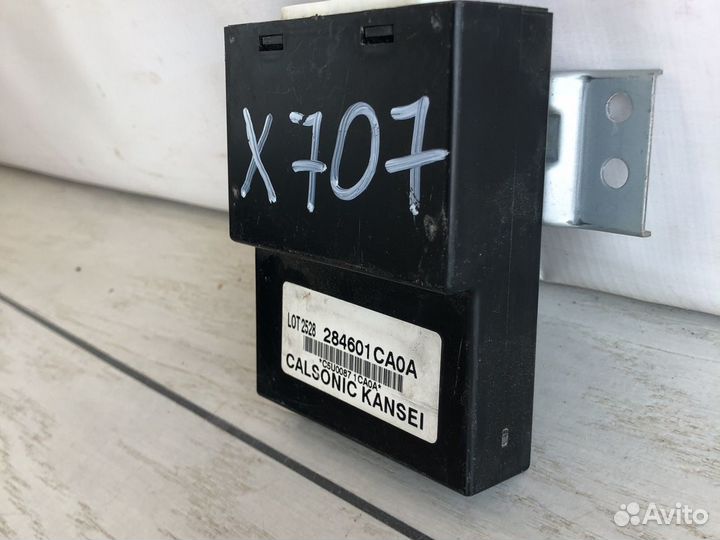 X707
LOT 2528 284601CA0A
*CSU0087 1CA0A*
CALSONIC KANSEI
Avito